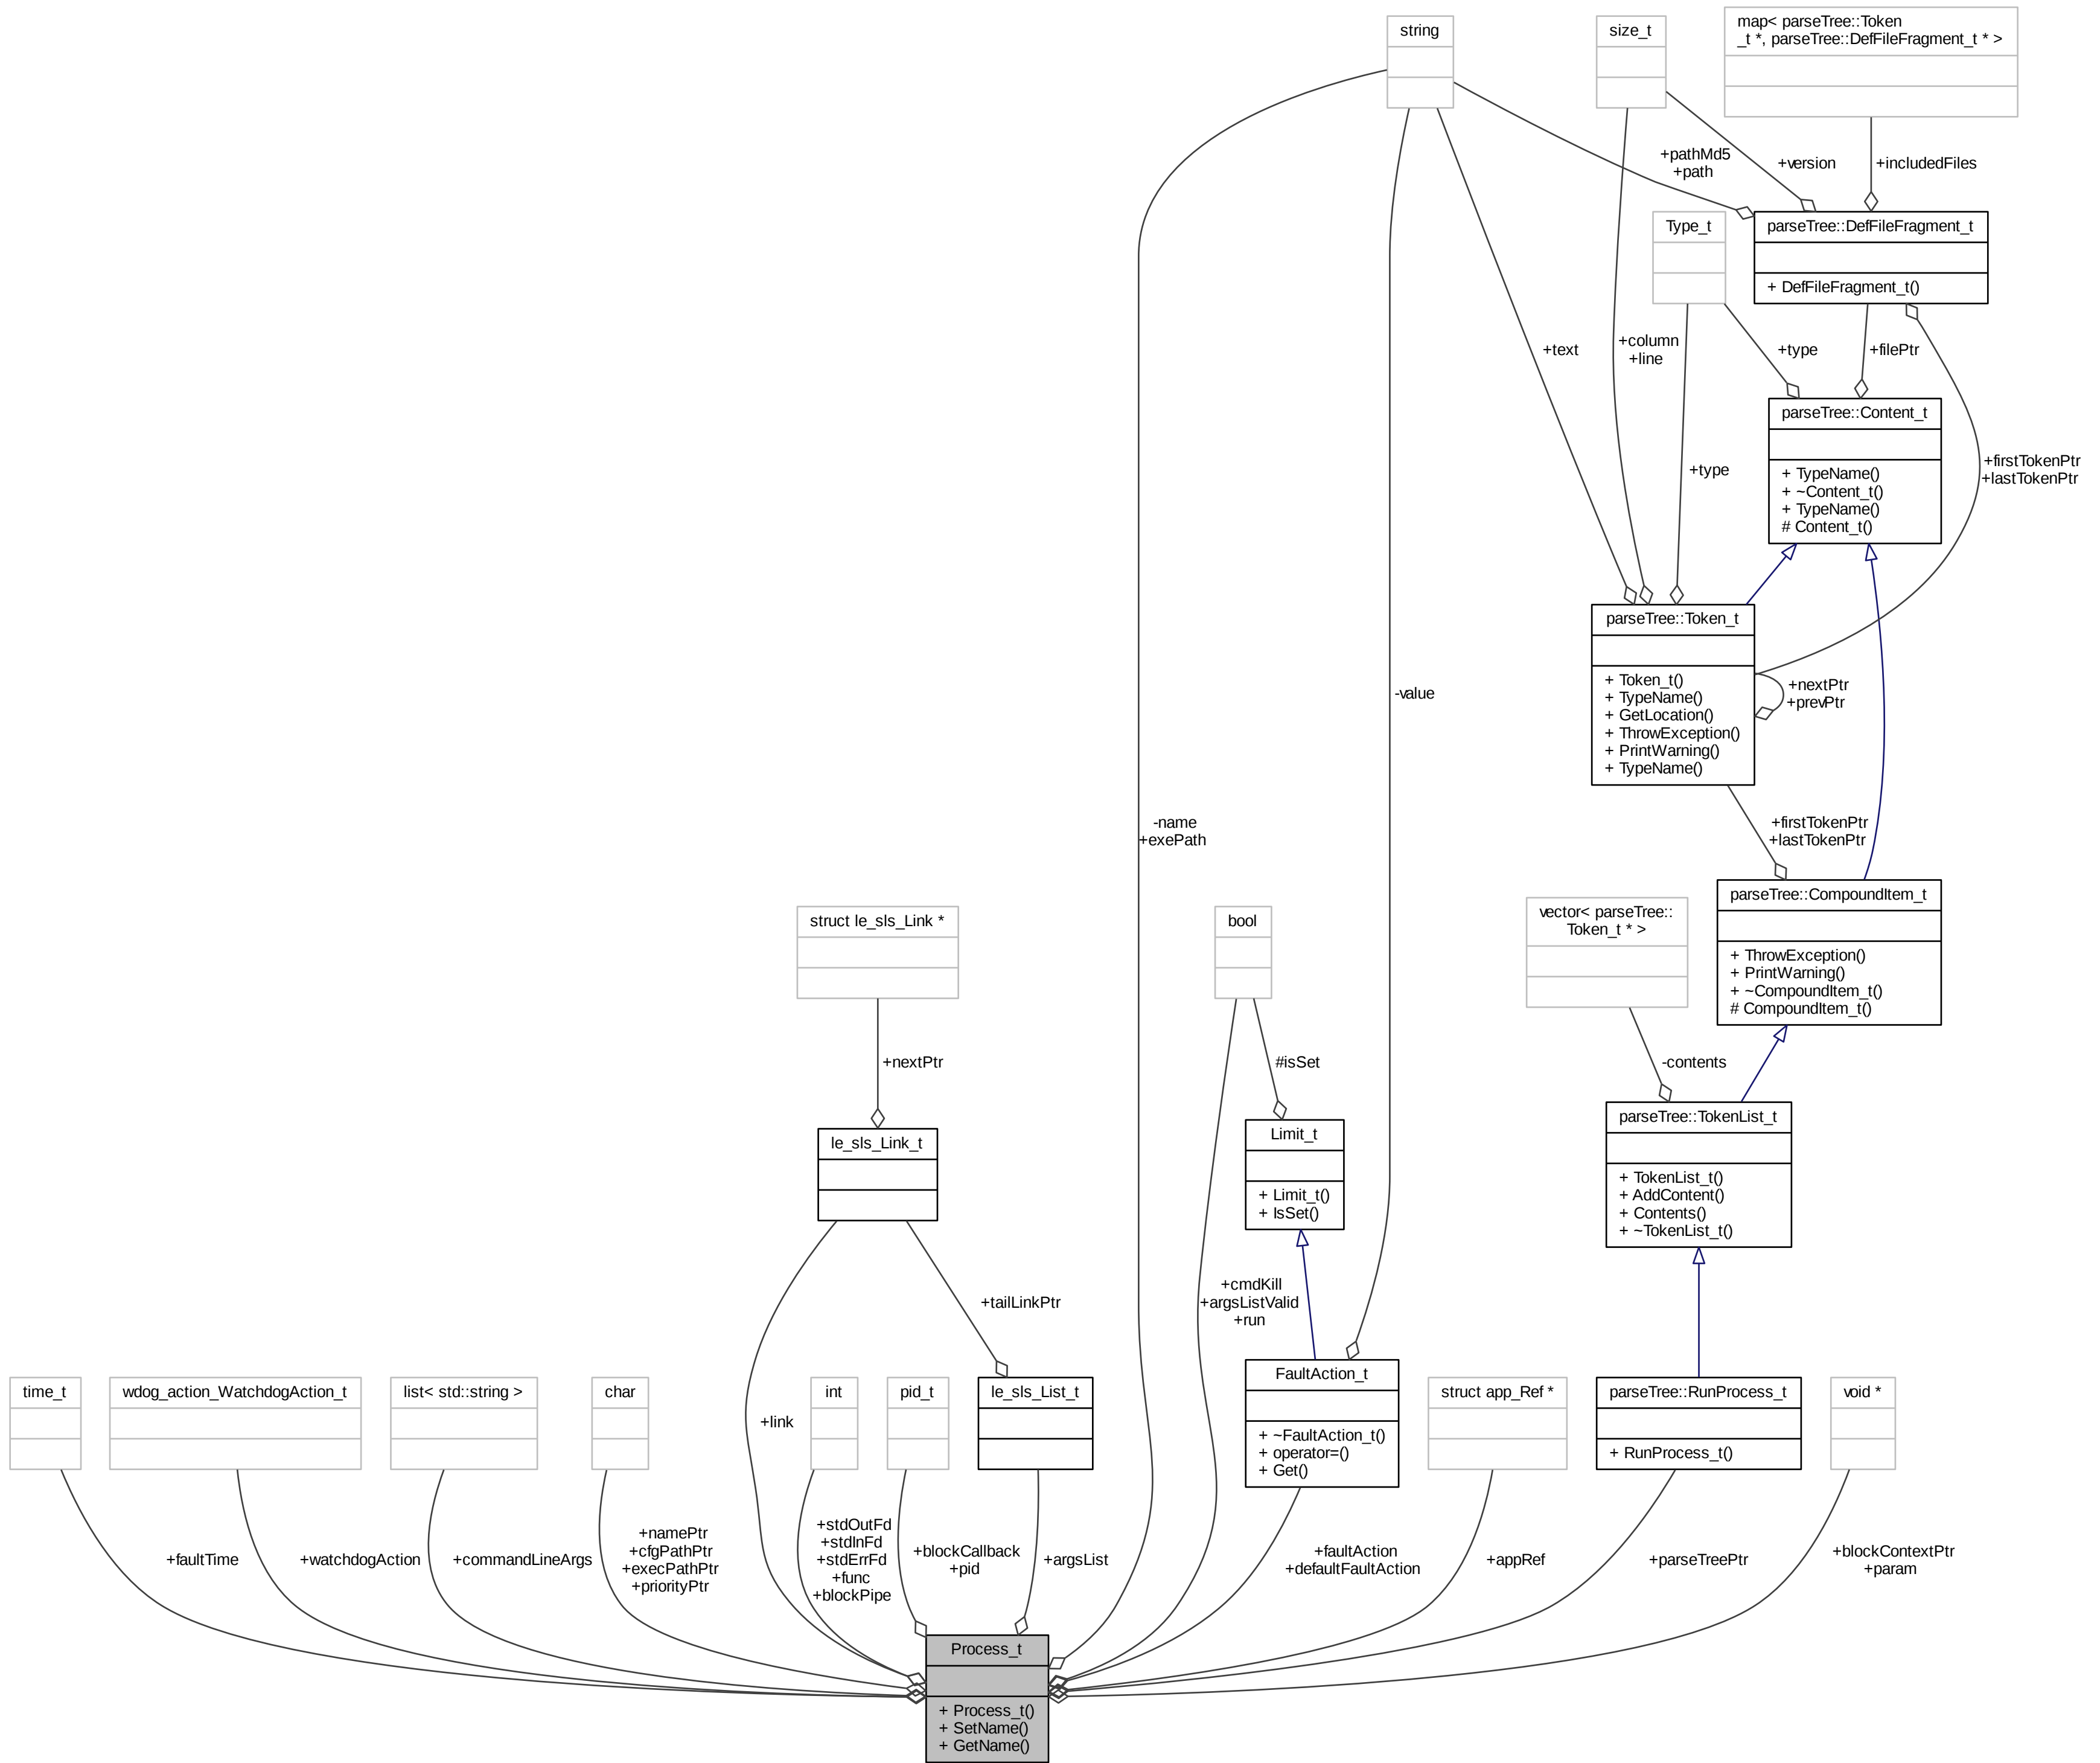 string
size_t
map< parseTree::Token
_t *, parseTree::DefFileFragment_t * >
+pathMd5
+path
+version
+includedFiles
Type_t
parseTree::DefFileFragment_t
+ DefFileFragment_t()
+text
+column
+line
+type
+filePtr
parseTree::Content_t
+ TypeName()
+ ~Content_t()
+ TypeName()
# Content_t()
+type
+firstTokenPtr
+lastTokenPtr
parseTree::Token_t
+ Token_t()
+ TypeName()
+ GetLocation()
+ ThrowException()
+ PrintWarning()
+ TypeName()
+nextPtr
+prevPtr
-value
-name
+exePath
+firstTokenPtr
+lastTokenPtr
struct le_sls_Link *
bool
vector< parseTree::
Token_t * >
parseTree::CompoundItem_t
+ ThrowException()
+ PrintWarning()
+ ~CompoundItem_t()
# CompoundItem_t()
+nextPtr
#isSet
-contents
le_sls_Link_t
Limit_t
+ Limit_t()
+ IsSet()
parseTree::TokenList_t
+ TokenList_t()
+ AddContent()
+ Contents()
+ ~TokenList_t()
+tailLinkPtr
+cmdKill
+argsListValid
+run
time_t
wdog_action_WatchdogAction_t
list< std::string >
char
+link
int
pid_t
le_sls_List_t
FaultAction_t
+ ~FaultAction_t()
+ operator=()
+ Get()
struct app_Ref *
parseTree::RunProcess_t
+ RunProcess_t()
void *
+faultTime
+watchdogAction
+commandLineArgs
+namePtr
+cfgPathPtr
+execPathPtr
+priorityPtr
+stdOutFd
+stdInFd
+stdErrFd
+func
+blockPipe
+blockCallback
+pid
+argsList
+faultAction
+defaultFaultAction
+appRef
+parseTreePtr
+blockContextPtr
+param
Process_t
+ Process_t()
+ SetName()
+ GetName()